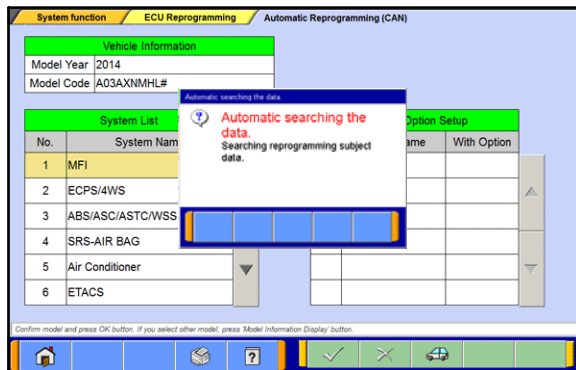 System function
ECU Reprogramming
Automatic Reprogramming (CAN)
Vehicle Information
Model Year 2014
Model Code A03AXNMHL#
Automatic searching the data
Automatic searching the
data.
Searching reprogramming subject
data.
System List
Option Setup
No. System Nam
ame With Option
1 MFI
2 ECPS/4WS
3 ABS/ASC/ASTC/WSS
4 SRS-AIR BAG
5 Air Conditioner
6 ETACS
Confirm model and press OK button. If you select other model, press 'Model Information Display' button.
?